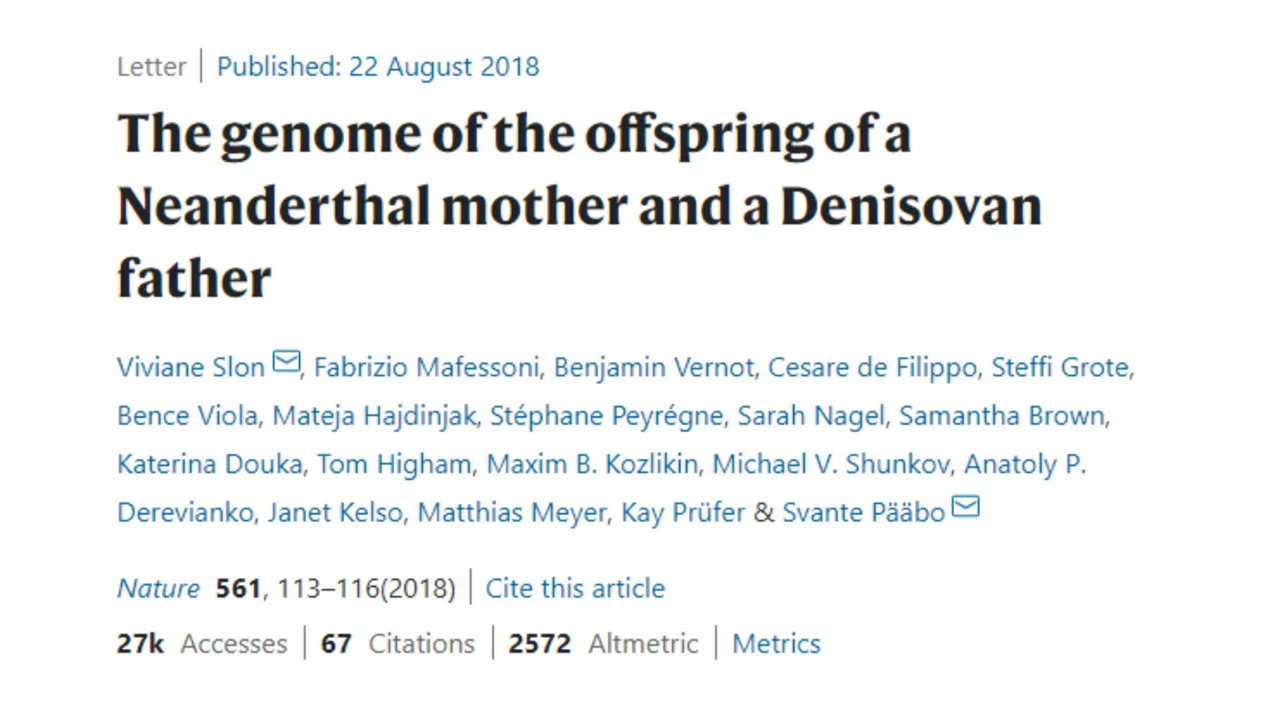 Letter | Published: 22 August 2018
The genome of the offspring of a
Neanderthal mother and a Denisovan
father
Viviane Slon, Fabrizio Mafessoni, Benjamin Vernot, Cesare de Filippo, Steffi Grote,
Bence Viola, Mateja Hajdinjak, Stéphane Peyrégne, Sarah Nagel, Samantha Brown,
Katerina Douka, Tom Higham, Maxim B. Kozlikin, Michael V. Shunkov, Anatoly P.
Derevianko, Janet Kelso, Matthias Meyer, Kay Prüfer & Svante Pääbo
Nature 561, 113–116(2018) | Cite this article
27k Accesses | 67 Citations | 2572 Altmetric | Metrics